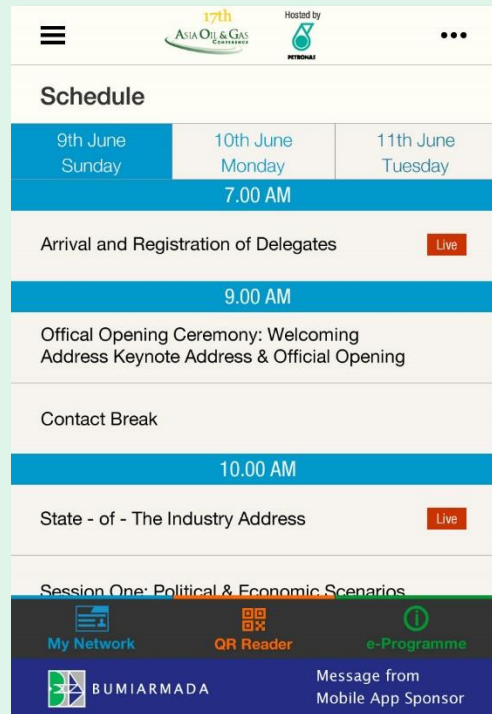 17th
ASIA OIL & GAS
CONFERENCE
Hosted by
PETRONAS
Schedule
9th June
Sunday
10th June
Monday
11th June
Tuesday
7.00 AM
Arrival and Registration of Delegates
Live
9.00 AM
Offical Opening Ceremony: Welcoming
Address Keynote Address & Official Opening
Contact Break
10.00 AM
State - of - The Industry Address
Live
Session One: Political & Economic Scenarios
My Network
QR Reader
e-Programme
BUMIARMADA
Message from
Mobile App Sponsor